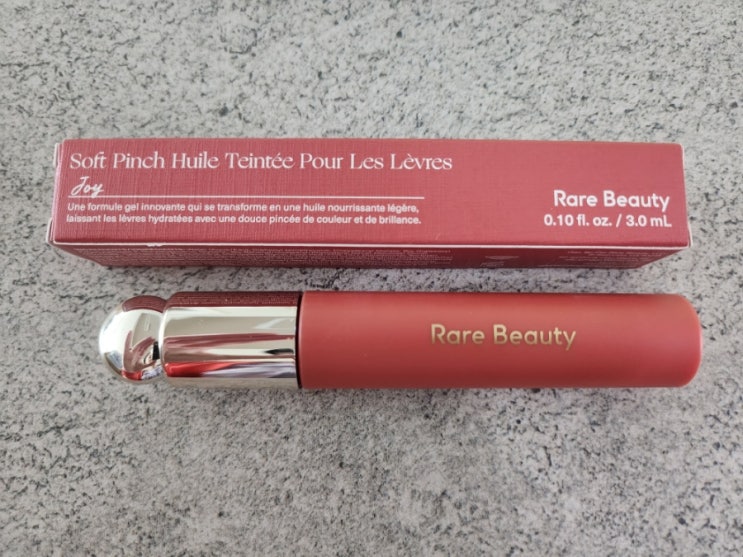 Soft Pinch Huile Teintée Pour Les Lèvres
Joy
Une formule gel innovante qui se transforme en une huile nourrissante légère,
laissant les lèvres hydratées avec une douce pincée de couleur et de brillance.
Rare Beauty
0.10 fl. oz. / 3.0 mL
Rare Beauty